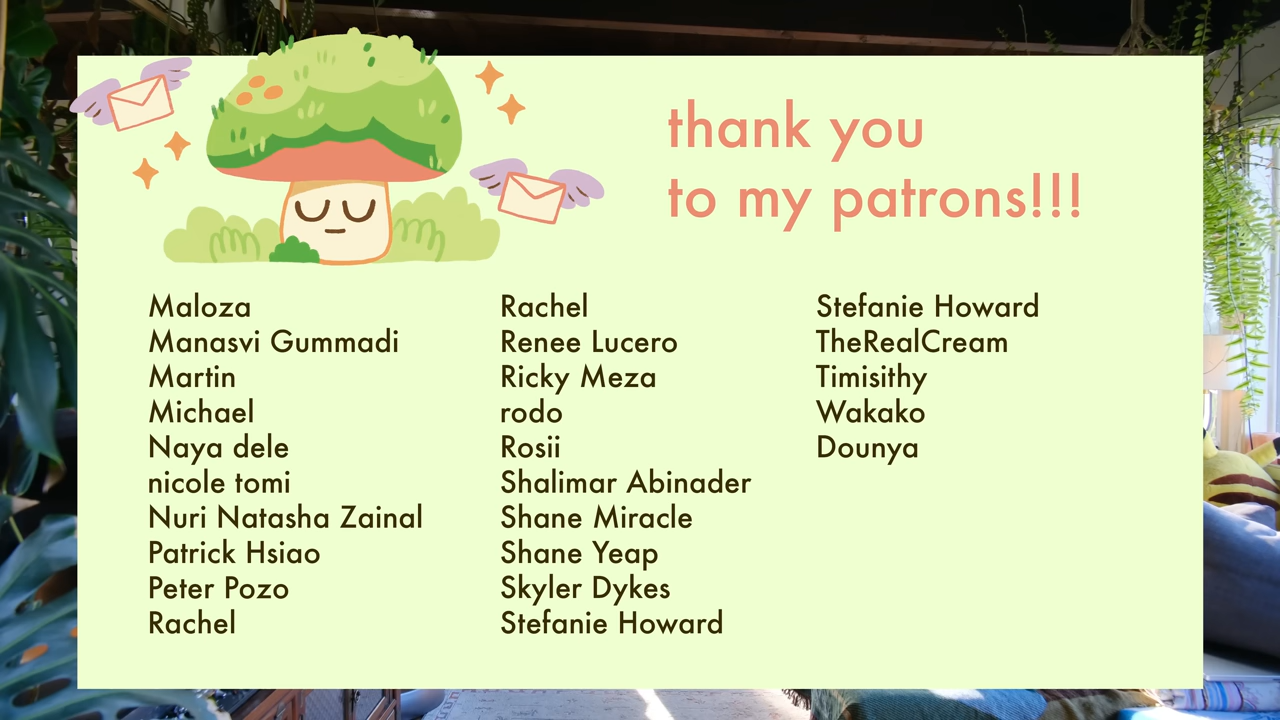 thank you
to my patrons!!!
Maloza
Manasvi Gummadi
Martin
Michael
Naya dele
nicole tomi
Nuri Natasha Zainal
Patrick Hsiao
Peter Pozo
Rachel
Rachel
Renee Lucero
Ricky Meza
rodo
Rosii
Shalimar Abinader
Shane Miracle
Shane Yeap
Skyler Dykes
Stefanie Howard
Stefanie Howard
TheRealCream
Timisithy
Wakako
Dounya